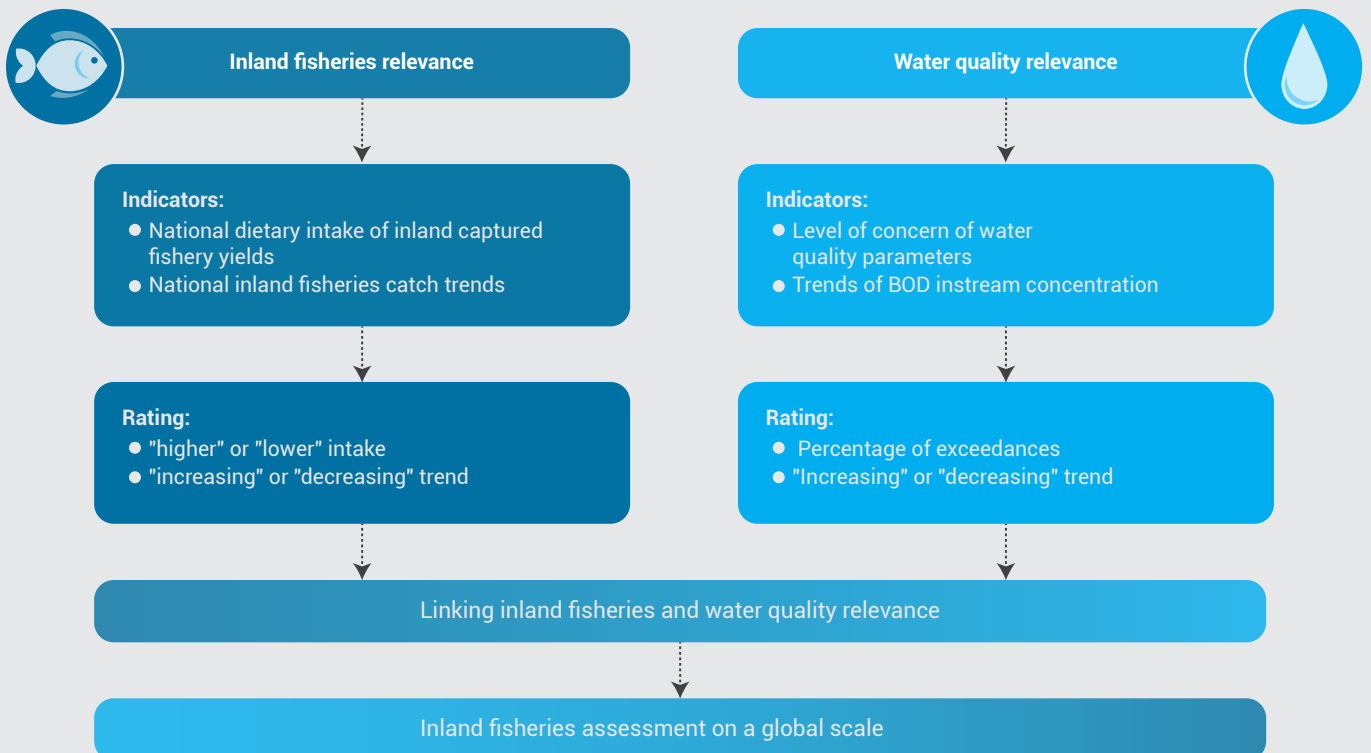 Inland fisheries relevance
Water quality relevance
Indicators:
● National dietary intake of inland captured
fishery yields
● National inland fisheries catch trends
Indicators:
● Level of concern of water
quality parameters
● Trends of BOD instream concentration
Rating:
● "higher" or "lower" intake
● "increasing" or "decreasing" trend
Rating:
● Percentage of exceedances
● "Increasing" or "decreasing" trend
Linking inland fisheries and water quality relevance
Inland fisheries assessment on a global scale